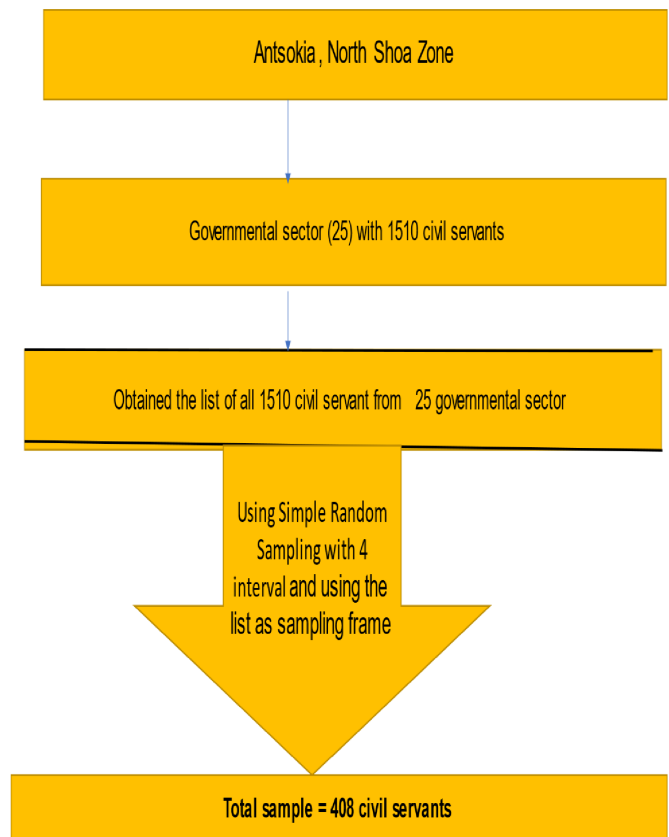 Antsokia , North Shoa Zone
Governmental sector (25) with 1510 civil servants
Obtained the list of all 1510 civil servant from 25 governmental sector
Using Simple Random
Sampling with 4
interval and using the
list as sampling frame
Total sample = 408 civil servants